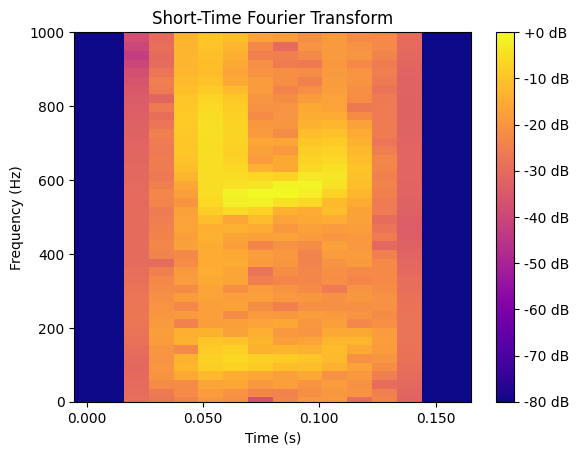 Short-Time Fourier Transform
1000
800
600
400
200
0
Frequency (Hz)
0.000
0.050
0.100
0.150
Time (s)
+0 dB
-10 dB
-20 dB
-30 dB
-40 dB
-50 dB
-60 dB
-70 dB
-80 dB